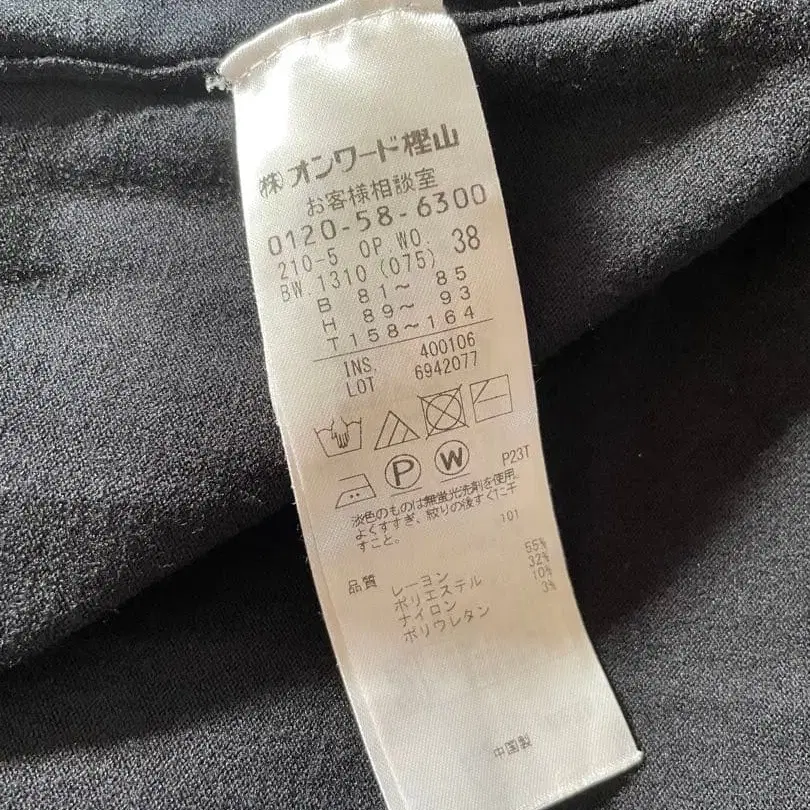 ㈱オンワード樫山
お客様相談室
0120-58-6300
210-5 OP.WO. 38
BW.1310(075)
B 81〜 85
H 89〜 93
T 158〜164
INS. 400106
LOT 6942077
P W P23T
淡色のものは無蛍光洗剤を使用
よくすすぎ、絞りの後すぐに干
すこと。
101
品質 レーヨン 55%
ポリエステル 32%
ナイロン 10%
ポリウレタン 3%
中国製